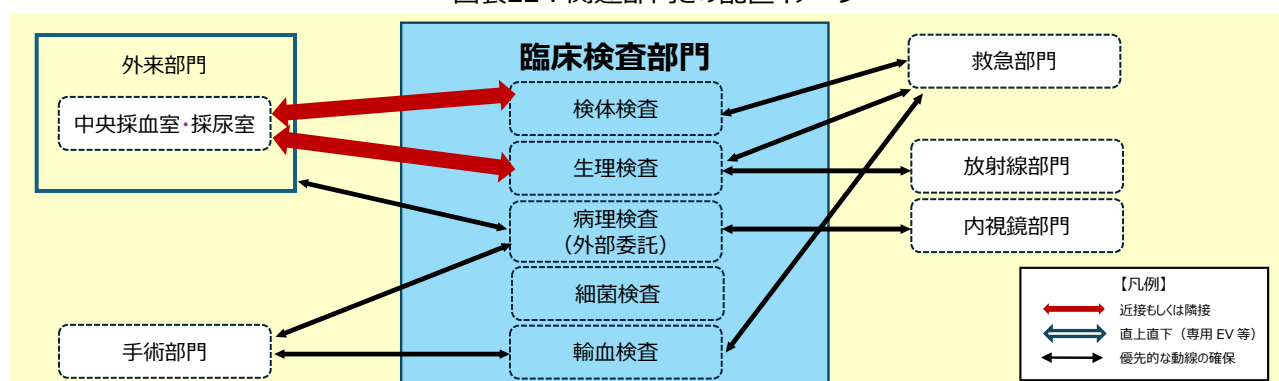 臨床検査部門
外来部門
中央採血室・採尿室
手術部門
検体検査
生理検査
病理検査
（外部委託）
細菌検査
輸血検査
救急部門
放射線部門
内視鏡部門
【凡例】
近接もしくは隣接
直上直下（専用 EV 等）
優先的な動線の確保